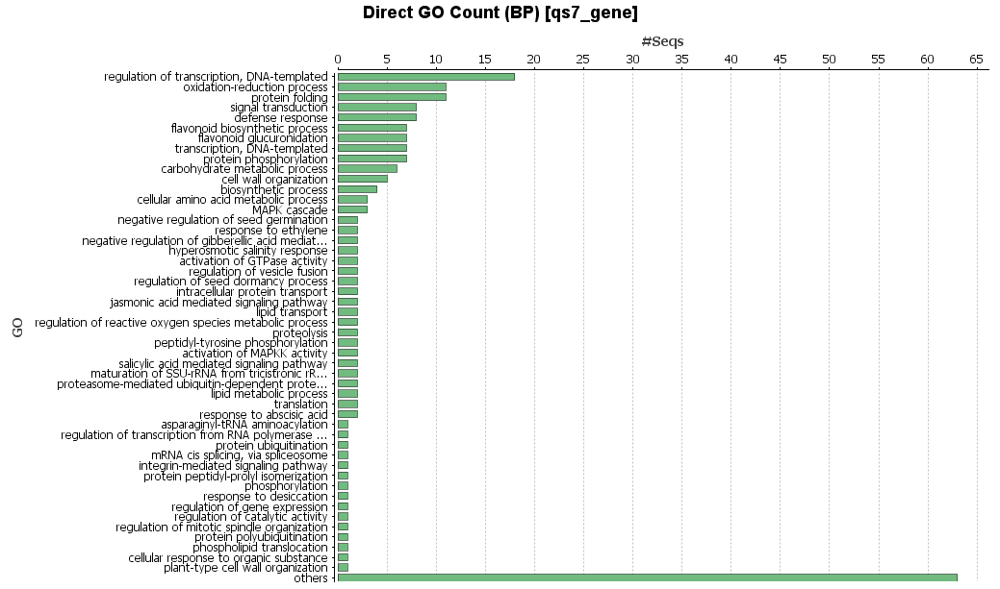 Direct GO Count (BP) [qs7_gene]
#Seqs
0 5 10 15 20 25 30 35 40 45 50 55 60 65
GO
regulation of transcription, DNA-templated
oxidation-reduction process
protein folding
signal transduction
defense response
flavonoid biosynthetic process
flavonoid glucuronidation
transcription, DNA-templated
protein phosphorylation
carbohydrate metabolic process
cell wall organization
biosynthetic process
cellular amino acid metabolic process
MAPK cascade
negative regulation of seed germination
response to ethylene
negative regulation of gibberellic acid mediat...
hyperosmotic salinity response
activation of GTPase activity
regulation of vesicle fusion
regulation of seed dormancy process
intracellular protein transport
jasmonic acid mediated signaling pathway
lipid transport
regulation of reactive oxygen species metabolic process
proteolysis
peptidyl-tyrosine phosphorylation
activation of MAPKK activity
salicylic acid mediated signaling pathway
maturation of SSU-rRNA from tricistronic rR...
proteasome-mediated ubiquitin-dependent prote...
lipid metabolic process
translation
response to abscisic acid
asparaginyl-tRNA aminoacylation
regulation of transcription from RNA polymerase ...
protein ubiquitination
mRNA cis splicing, via spliceosome
integrin-mediated signaling pathway
protein peptidyl-prolyl isomerization
phosphorylation
response to desiccation
regulation of gene expression
regulation of catalytic activity
regulation of mitotic spindle organization
protein polyubiquitination
phospholipid translocation
cellular response to organic substance
plant-type cell wall organization
others